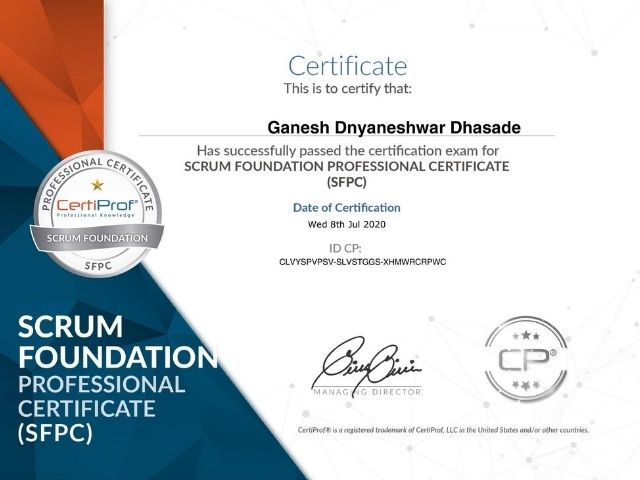 Certificate
This is to certify that:
Ganesh Dnyaneshwar Dhasade
Has successfully passed the certification exam for
SCRUM FOUNDATION PROFESSIONAL CERTIFICATE
(SFPC)
Date of Certification
Wed 8th Jul 2020
ID CP:
CLVYSPVPSV-SLVSTGGS-XHMWRCRPWC
PROFESSIONAL CERTIFICATE
CertiProf®
Professional Knowledge
SCRUM FOUNDATION
SFPC
SCRUM
FOUNDATION
PROFESSIONAL
CERTIFICATE
(SFPC)
MANAGING DIRECTOR
CP®
CertiProf® is a registered trademark of CertiProf, LLC in the United States and/or other countries.